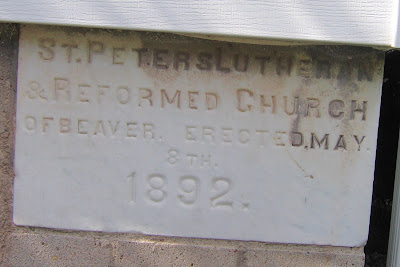 ST. PETERS LUTHERAN
& REFORMED CHURCH
OF BEAVER. ERECTED, MAY.
8TH.
1892.